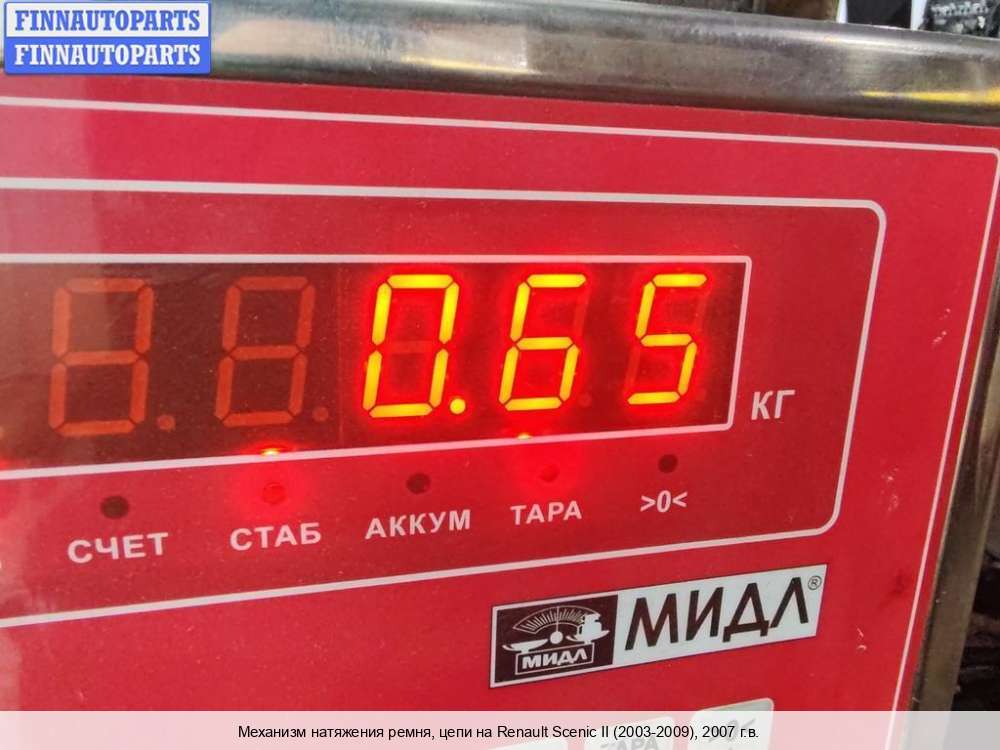 FINNAUTOPARTS
FINNAUTOPARTS
0.65
КГ
СЧЕТ
СТАБ
АККУМ
ТАРА
>0<
МИДЛ
МИДЛ®
ТАРА
Механизм натяжения ремня, цепи на Renault Scenic II (2003-2009), 2007 г.в.